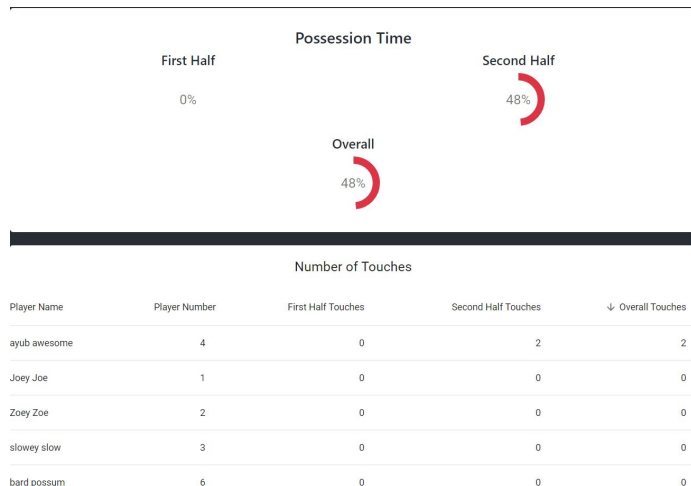 Possession Time
First Half Second Half
0% 48%
Overall
48%
Number of Touches
Player Name Player Number First Half Touches Second Half Touches ↓ Overall Touches
ayub awesome 4 0 2 2
Joey Joe 1 0 0 0
Zoey Zoe 2 0 0 0
slowey slow 3 0 0 0
bard possum 6 0 0 0